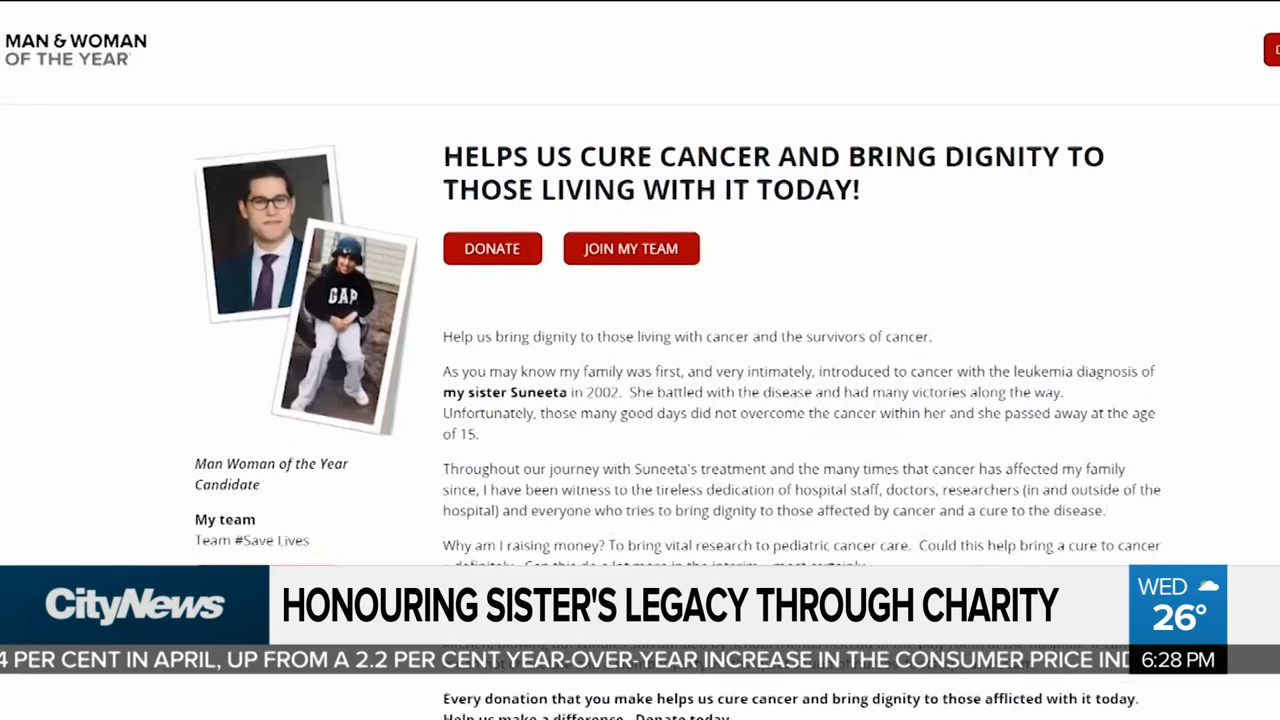 MAN & WOMAN
OF THE YEAR
HELPS US CURE CANCER AND BRING DIGNITY TO
THOSE LIVING WITH IT TODAY!
DONATE
JOIN MY TEAM
GAP
Help us bring dignity to those living with cancer and the survivors of cancer.
As you may know my family was first, and very intimately, introduced to cancer with the leukemia diagnosis of
my sister Suneeta in 2002. She battled with the disease and had many victories along the way.
Unfortunately, those many good days did not overcome the cancer within her and she passed away at the age
of 15.
Man Woman of the Year
Candidate
My team
Team #Save Lives
Throughout our journey with Suneeta's treatment and the many times that cancer has affected my family
since, I have been witness to the tireless dedication of hospital staff, doctors, researchers (in and outside of the
hospital) and everyone who tries to bring dignity to those affected by cancer and a cure to the disease.
Why am I raising money? To bring vital research to pediatric cancer care. Could this help bring a cure to cancer
CityNews
HONOURING SISTER'S LEGACY THROUGH CHARITY
WED
26°
4 PER CENT IN APRIL, UP FROM A 2.2 PER CENT YEAR-OVER-YEAR INCREASE IN THE CONSUMER PRICE IND
6:28 PM
Every donation that you make helps us cure cancer and bring dignity to those afflicted with it today.
Help us make a difference. Donate today